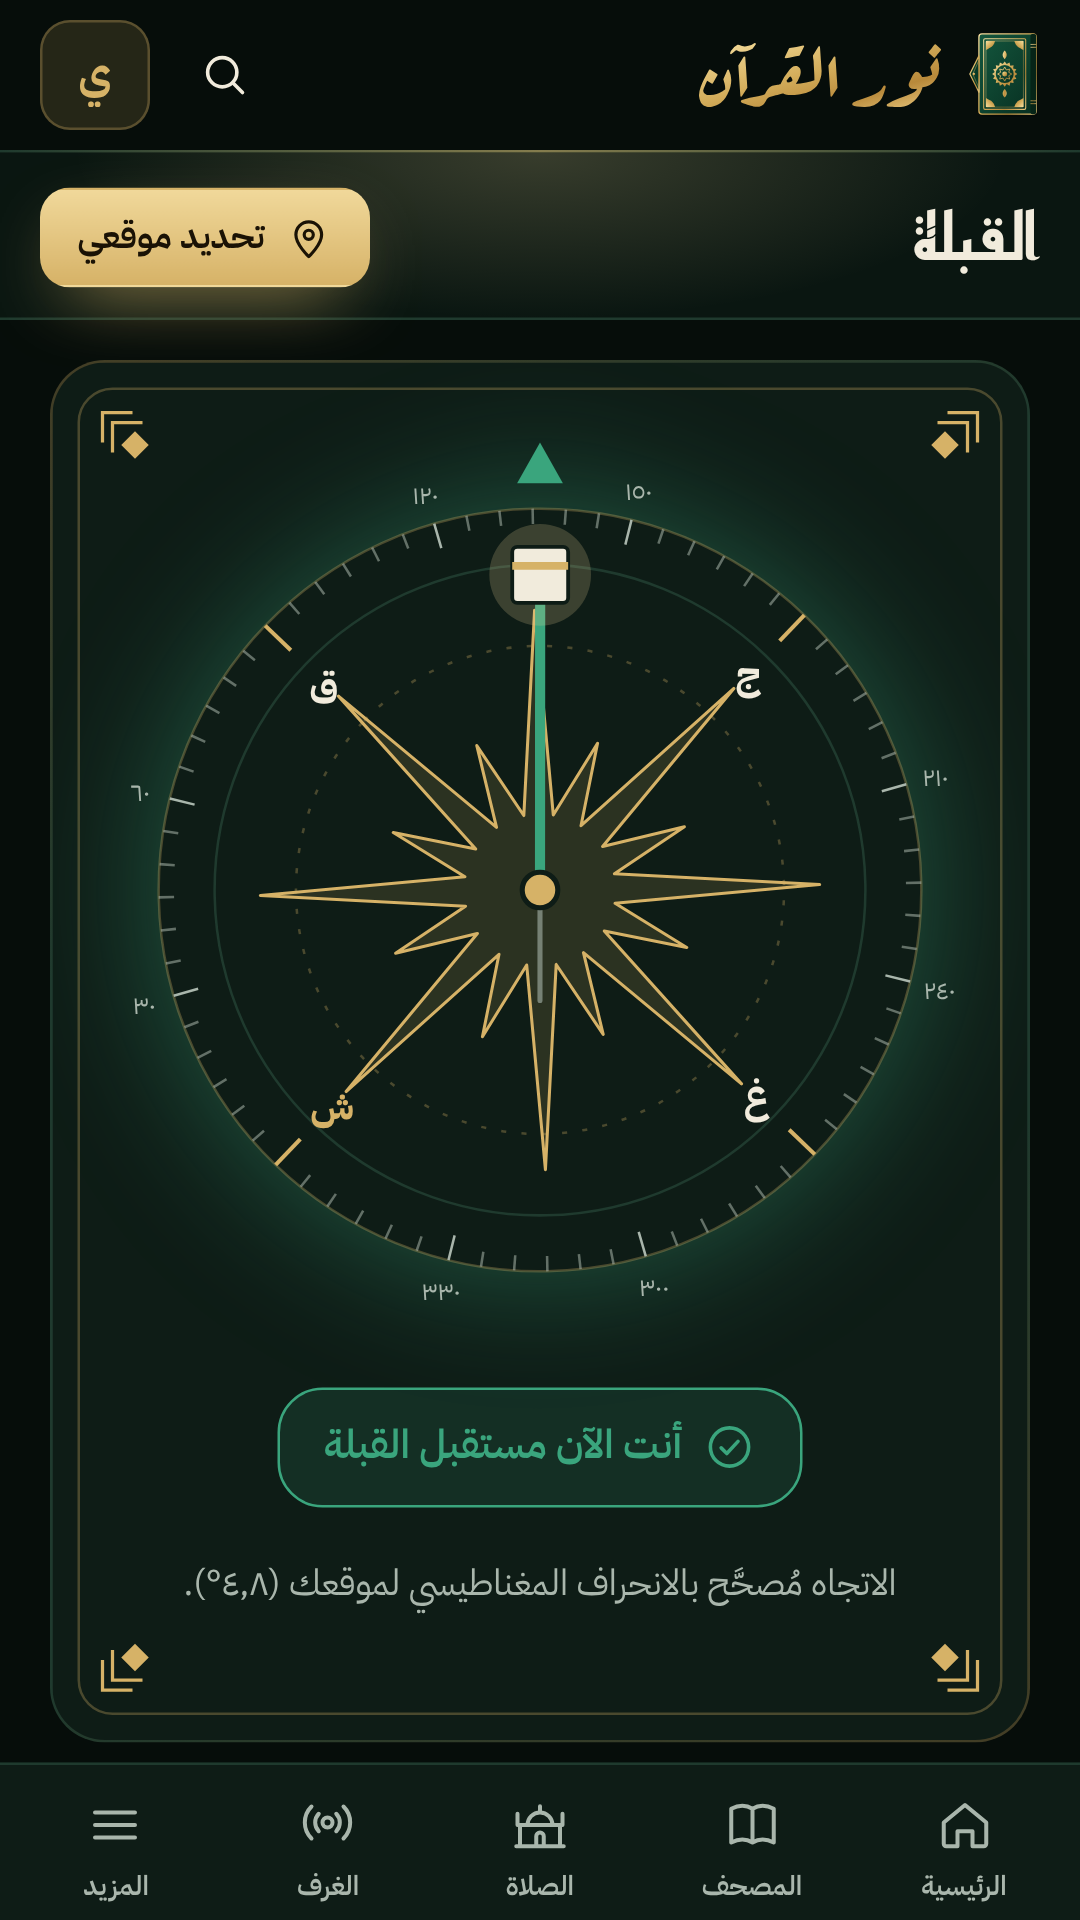 نور القرآن
ي
القبلة
تحديد موقعي
١٢٠
١٥٠
ق
ج
٦٠
٢١٠
٣٠
٢٤٠
ش
غ
٣٣٠
٣٠٠
أنت الآن مستقبل القبلة
الاتجاه مُصحَّح بالانحراف المغناطيسي لموقعك (٤٫٨°).
الرئيسية
المصحف
الصلاة
الغرف
المزيد